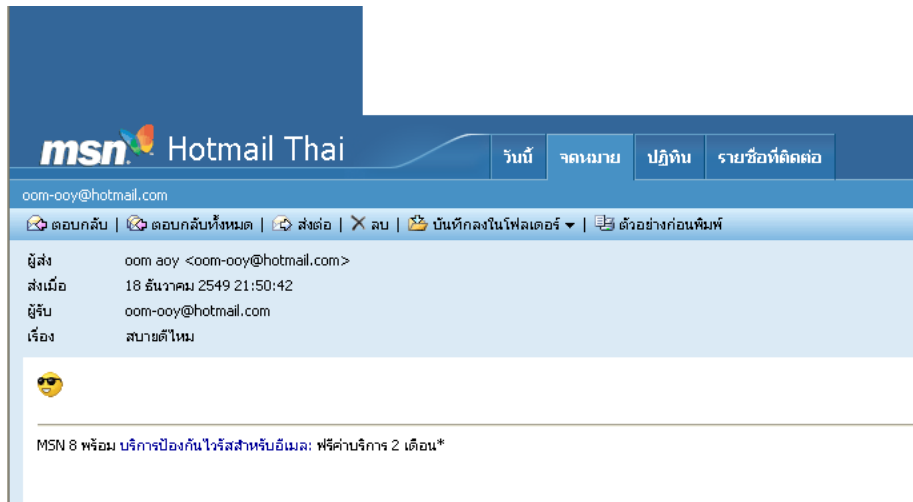 msn Hotmail Thai
วันนี้ จดหมาย ปฏิทิน รายชื่อที่ติดต่อ
oom-ooy@hotmail.com
ตอบกลับ | ตอบกลับทั้งหมด | ส่งต่อ | ลบ | บันทึกลงในโฟลเดอร์ | ตัวอย่างก่อนพิมพ์
ผู้ส่ง oom aoy <oom-ooy@hotmail.com>
ส่งเมื่อ 18 ธันวาคม 2549 21:50:42
ผู้รับ oom-ooy@hotmail.com
เรื่อง สบายดีไหม
MSN 8 พร้อม บริการป้องกันไวรัสสำหรับอีเมล: ฟรีค่าบริการ 2 เดือน*